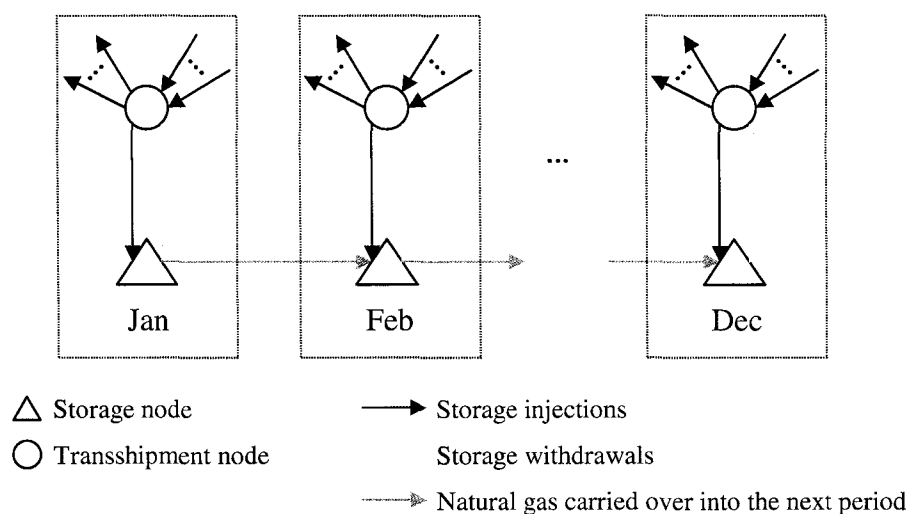 ...
Jan
Feb
Dec
Storage node
Storage injections
Transshipment node
Storage withdrawals
Natural gas carried over into the next period